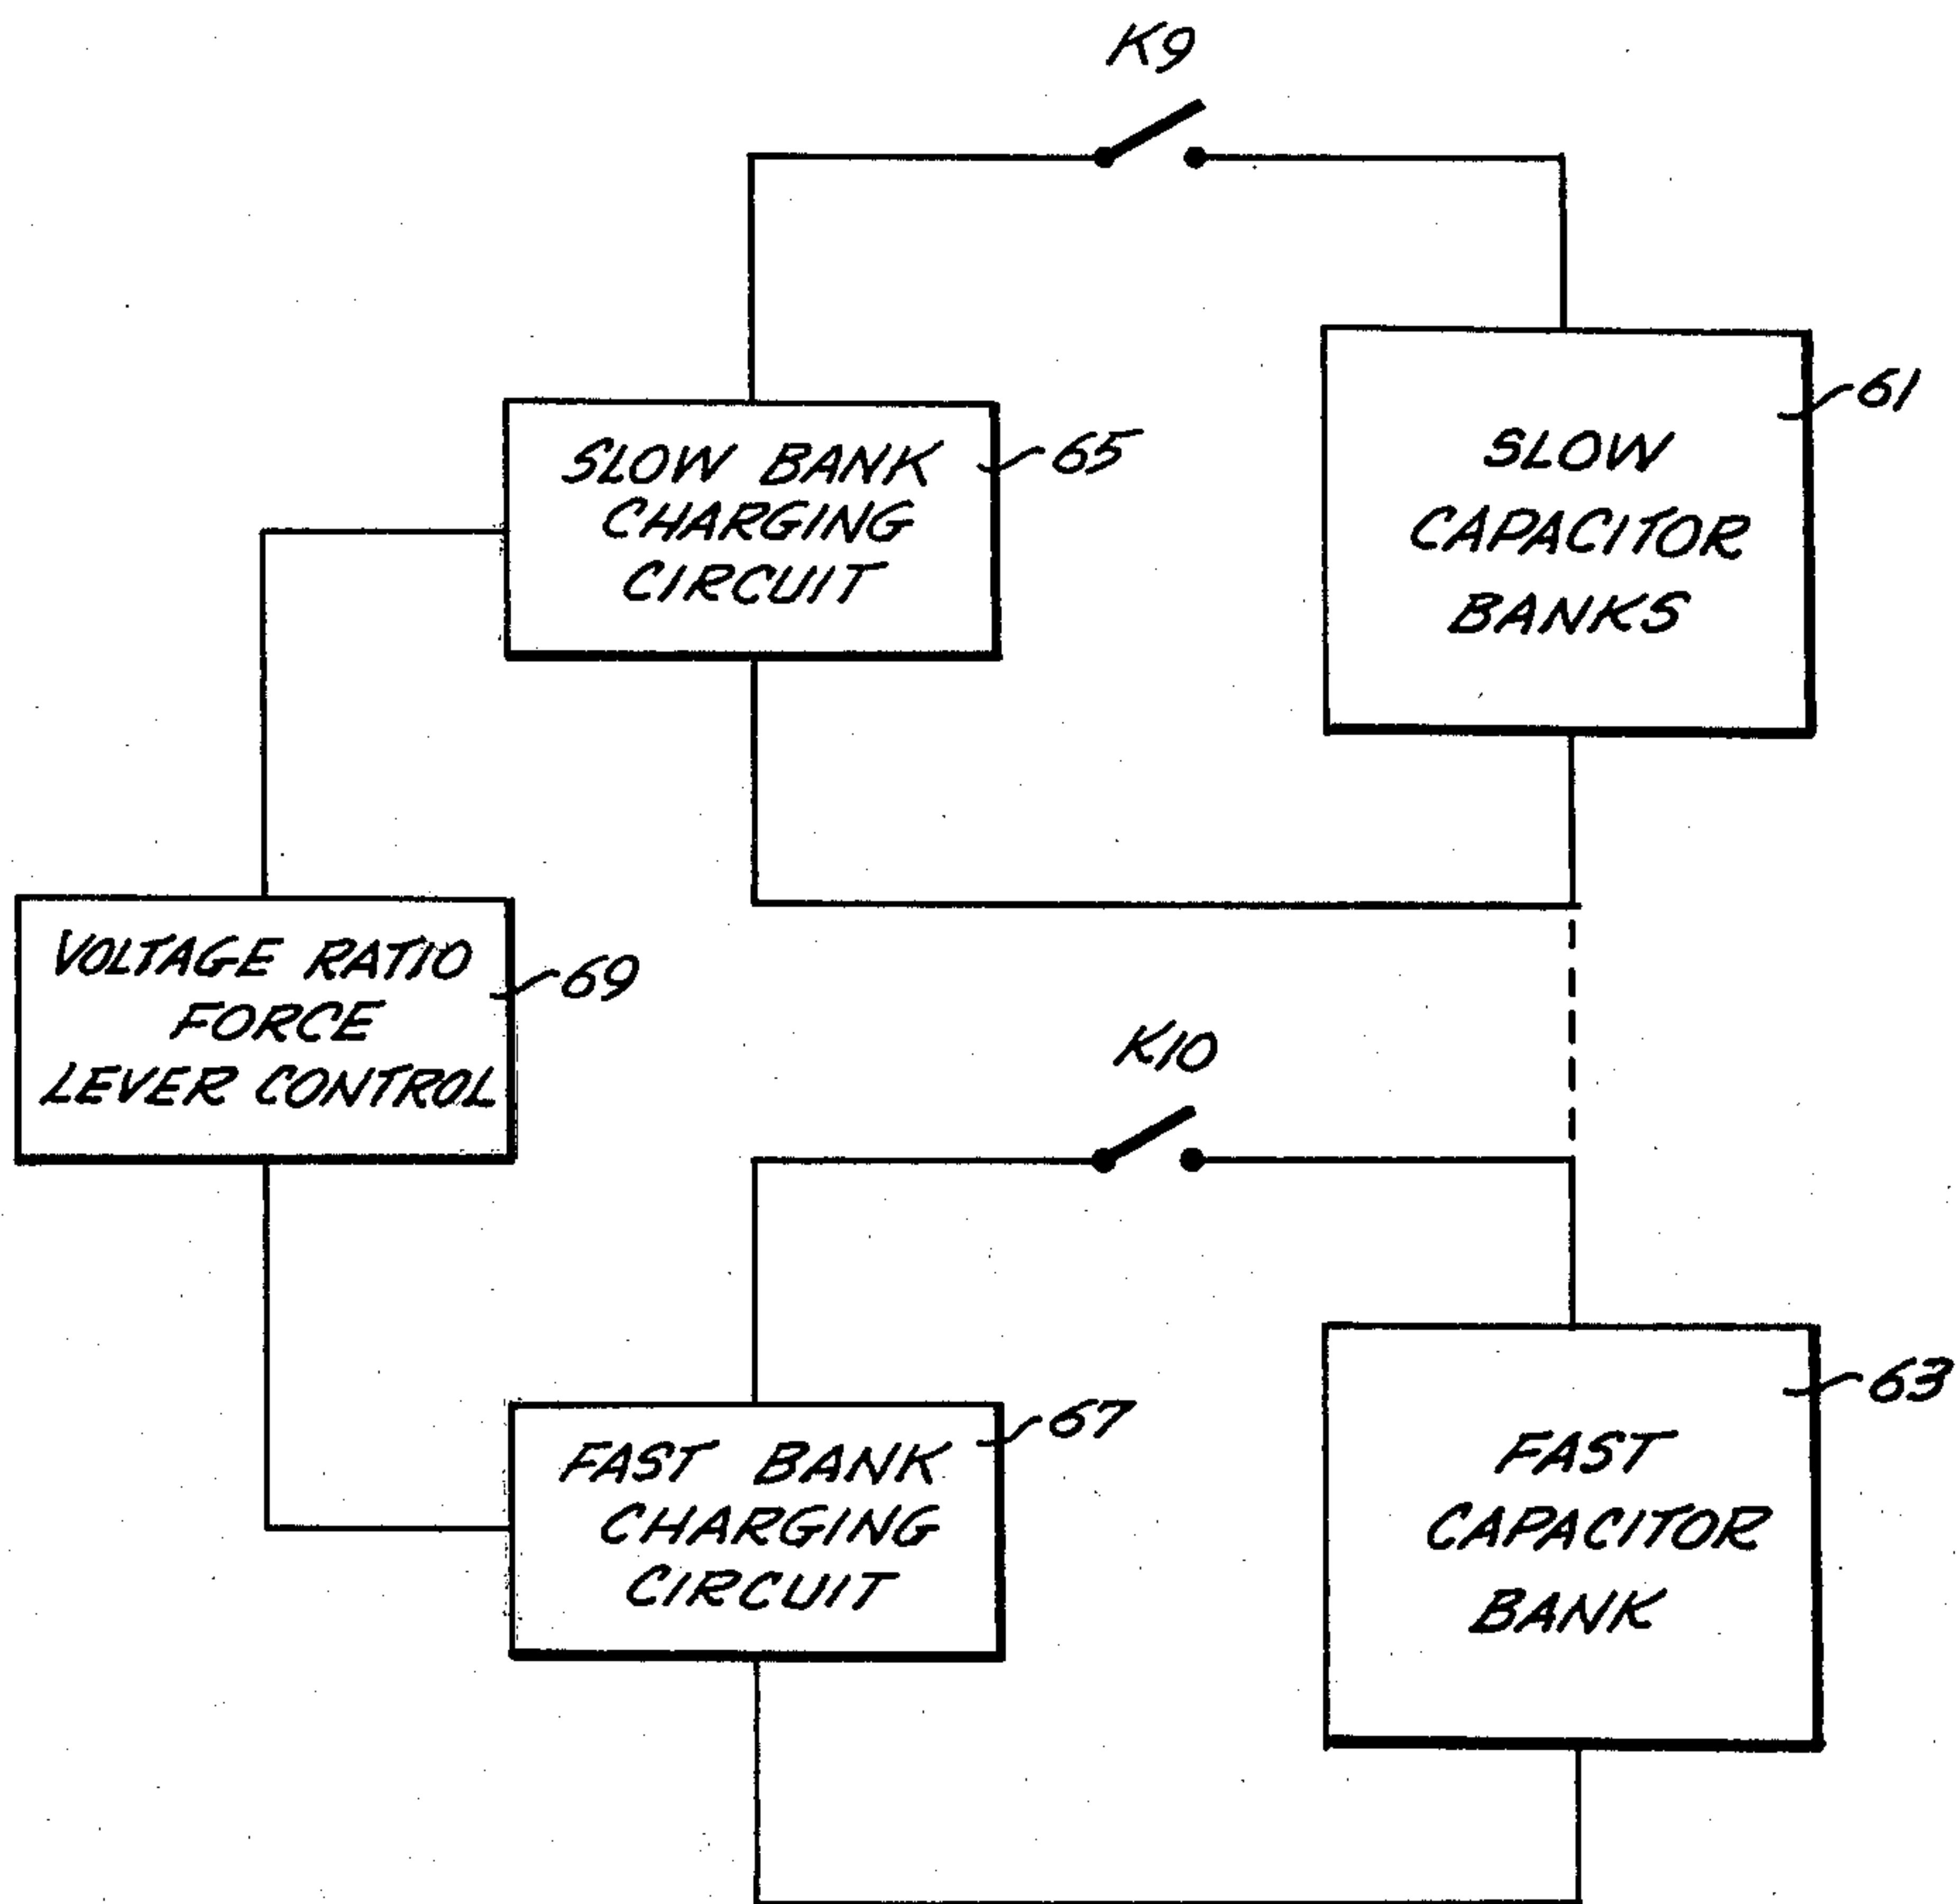 K9
SLOW BANK
CHARGING
CIRCUIT
65
SLOW
CAPACITOR
BANKS
61
VOLTAGE RATIO
FORCE
LEVER CONTROL
69
K10
FAST BANK
CHARGING
CIRCUIT
67
FAST
CAPACITOR
BANK
63